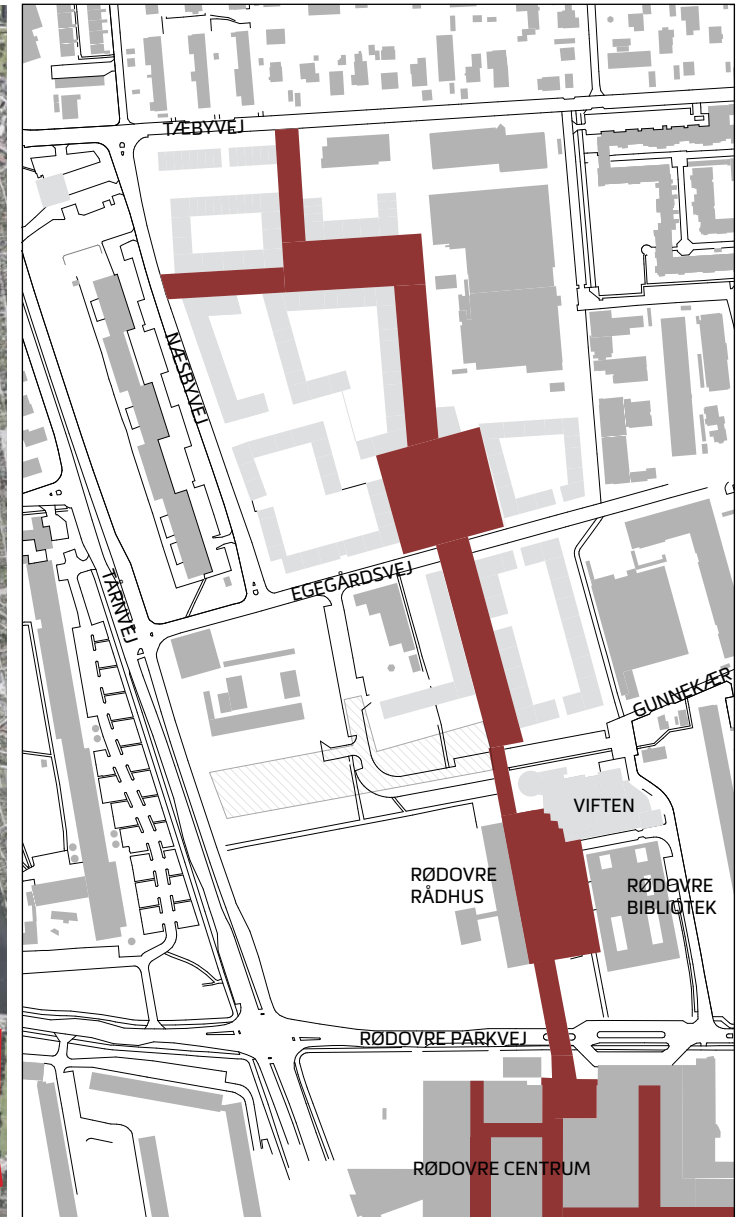 TÆBYVEJ
NÆSBYVEJ
TÅRNVEJ
EGEGÅRDSVEJ
GUNNEKÆR
VIFTEN
RØDOVRE
RÅDHUS
RØDOVRE
BIBLIOTEK
RØDOVRE PARKVEJ
RØDOVRE CENTRUM